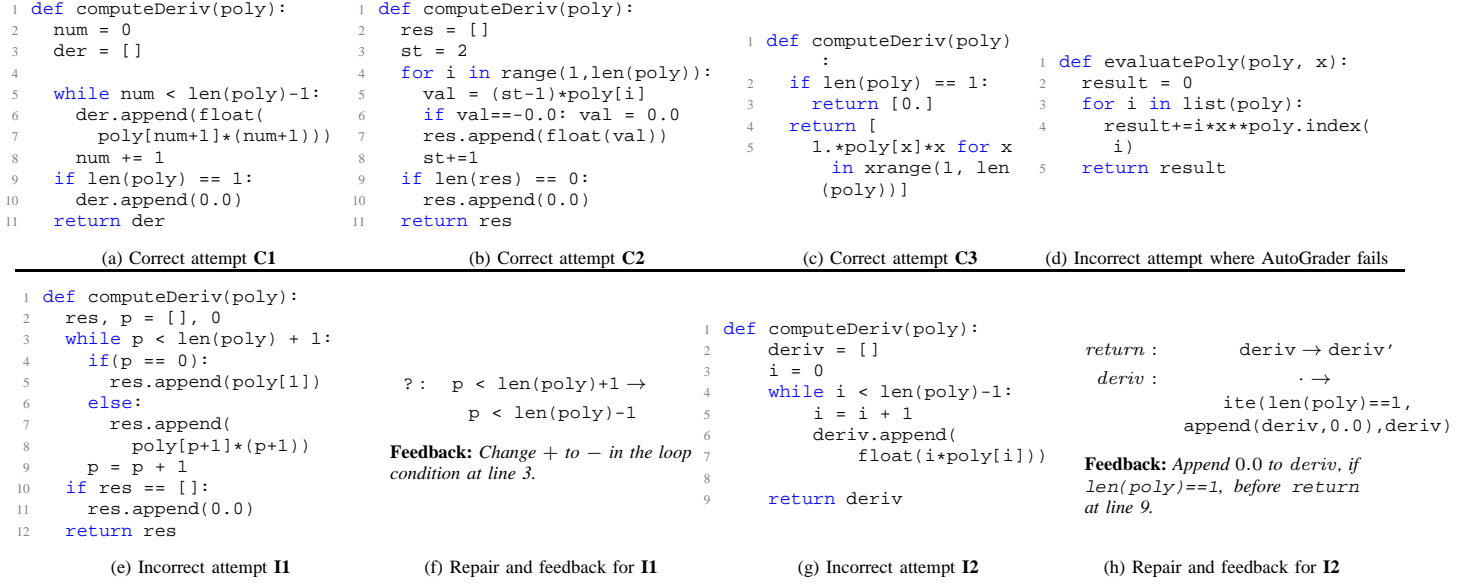 1 def computeDeriv(poly):
2 num = 0
3 der = []
4
5 while num < len(poly)-1:
6 der.append(float(
7 poly[num+1]*(num+1)))
8 num += 1
9 if len(poly) == 1:
10 der.append(0.0)
11 return der
(a) Correct attempt C1
1 def computeDeriv(poly):
2 res = []
3 st = 2
4 for i in range(1,len(poly)):
5 val = (st-1)*poly[i]
6 if val==-0.0: val = 0.0
7 res.append(float(val))
8 st+=1
9 if len(res) == 0:
10 res.append(0.0)
11 return res
(b) Correct attempt C2
1 def computeDeriv(poly)
:
2 if len(poly) == 1:
3 return [0.]
4 return [
5 1.*poly[x]*x for x
in xrange(1, len
(poly))]
(c) Correct attempt C3
1 def evaluatePoly(poly, x):
2 result = 0
3 for i in list(poly):
4 result+=i*x**poly.index(
i)
5 return result
(d) Incorrect attempt where AutoGrader fails
1 def computeDeriv(poly):
2 res, p = [], 0
3 while p < len(poly) + 1:
4 if(p == 0):
5 res.append(poly[1])
6 else:
7 res.append(
8 poly[p+1]*(p+1))
9 p = p + 1
10 if res == []:
11 res.append(0.0)
12 return res
(e) Incorrect attempt I1
? : p < len(poly)+1 →
p < len(poly)-1
Feedback: Change + to − in the loop
condition at line 3.
(f) Repair and feedback for I1
1 def computeDeriv(poly):
2 deriv = []
3 i = 0
4 while i < len(poly)-1:
5 i = i + 1
6 deriv.append(
7 float(i*poly[i]))
8
9 return deriv
(g) Incorrect attempt I2
return : deriv → deriv'
deriv : · →
ite(len(poly)==1,
append(deriv,0.0),deriv)
Feedback: Append 0.0 to deriv, if
len(poly)==1, before return
at line 9.
(h) Repair and feedback for I2